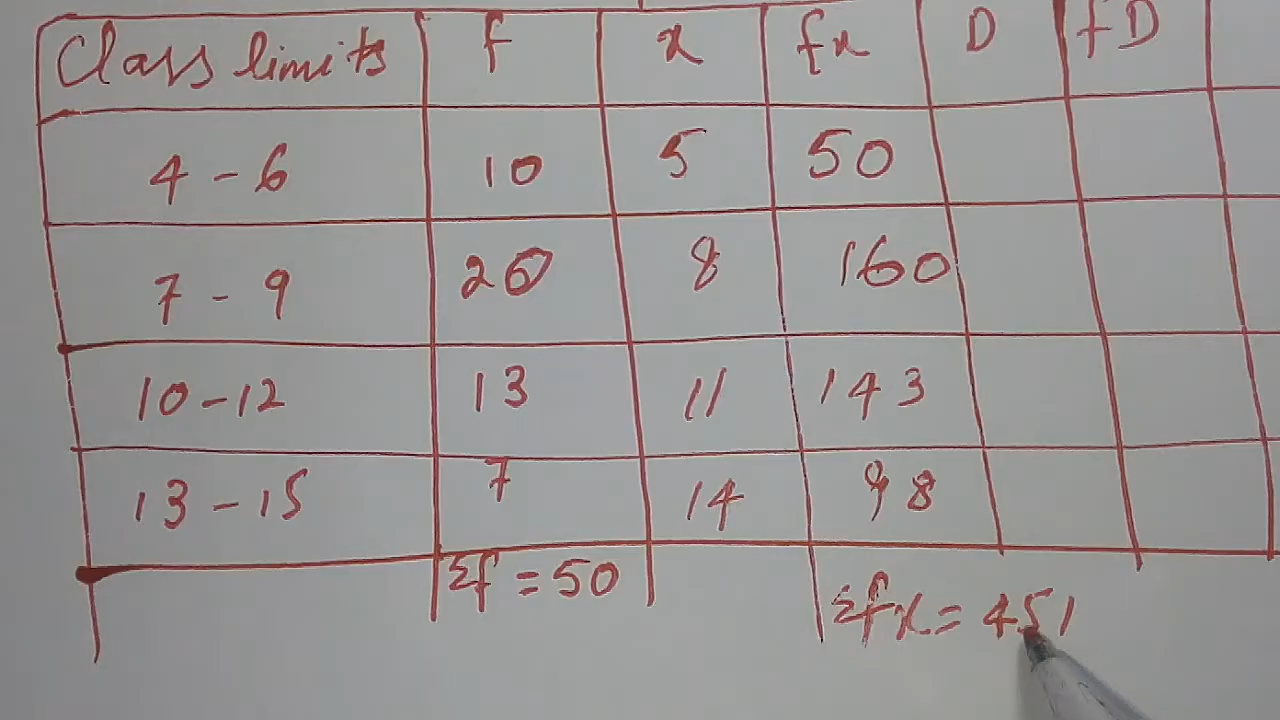 Class limits f x fx D fD
4 - 6 10 5 50
7 - 9 20 8 160
10 - 12 13 11 143
13 - 15 7 14 98
Σf = 50 Σfx = 451